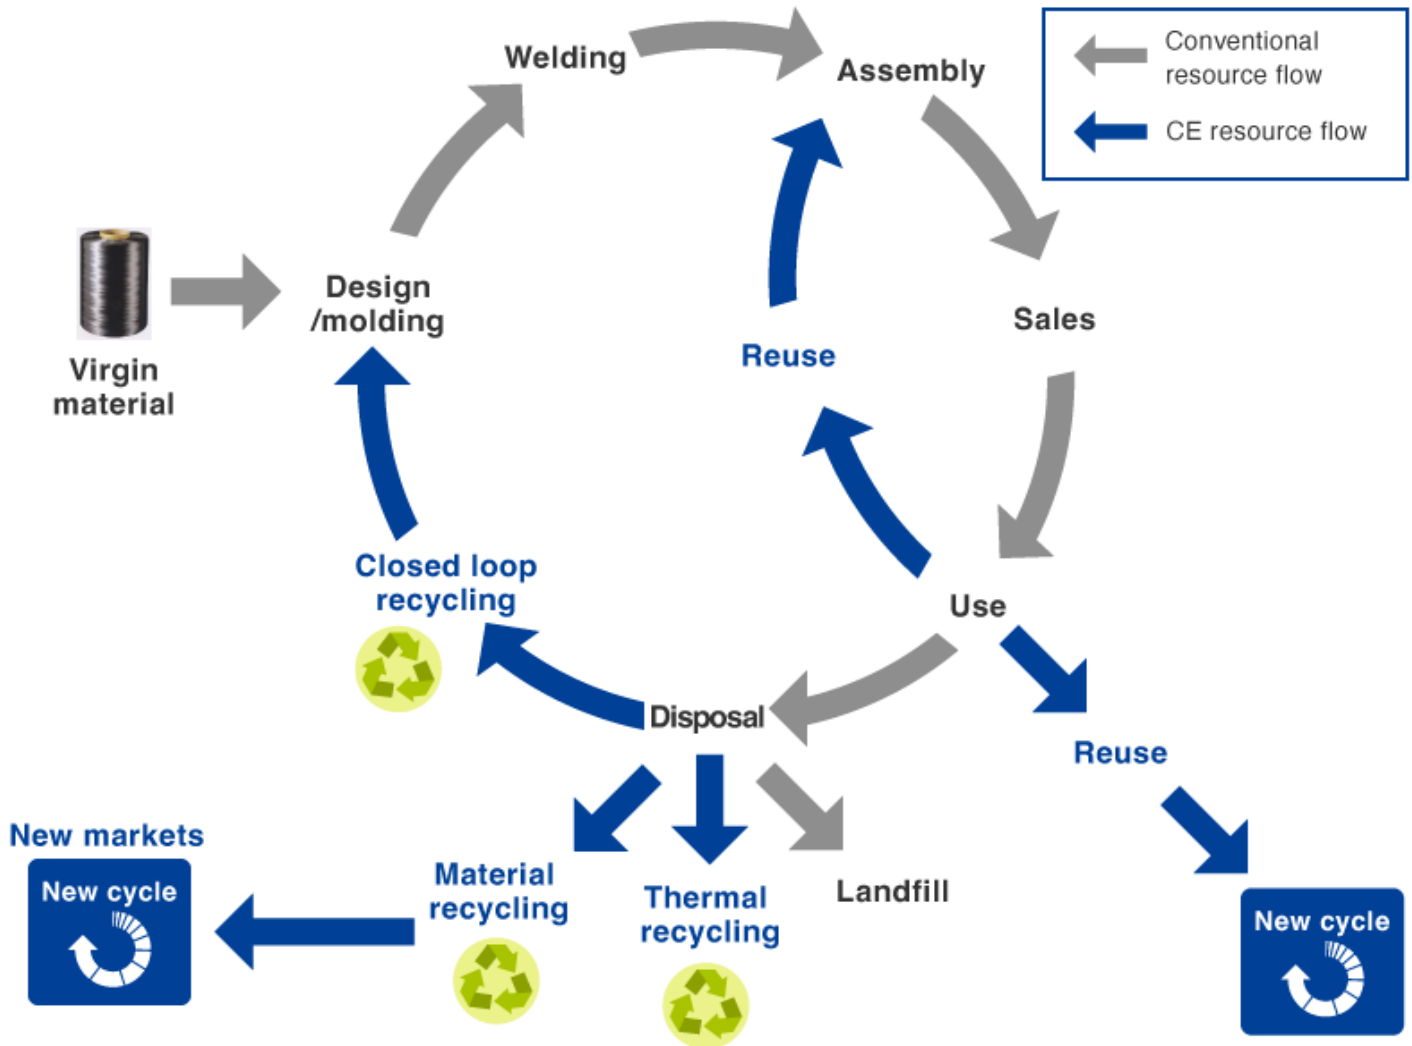 Welding
Assembly
Conventional
resource flow
CE resource flow
Design
/molding
Virgin
material
Sales
Reuse
Closed loop
recycling
Use
Disposal
Reuse
New markets
New cycle
Material
recycling
Thermal
recycling
Landfill
New cycle